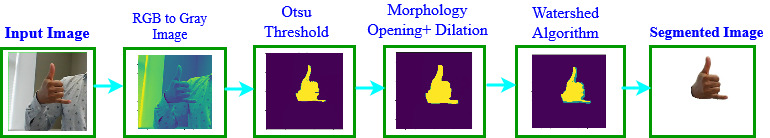 Input Image
RGB to Gray
Image
Otsu
Threshold
Morphology
Opening+ Dilation
Watershed
Algorithm
Segmented Image